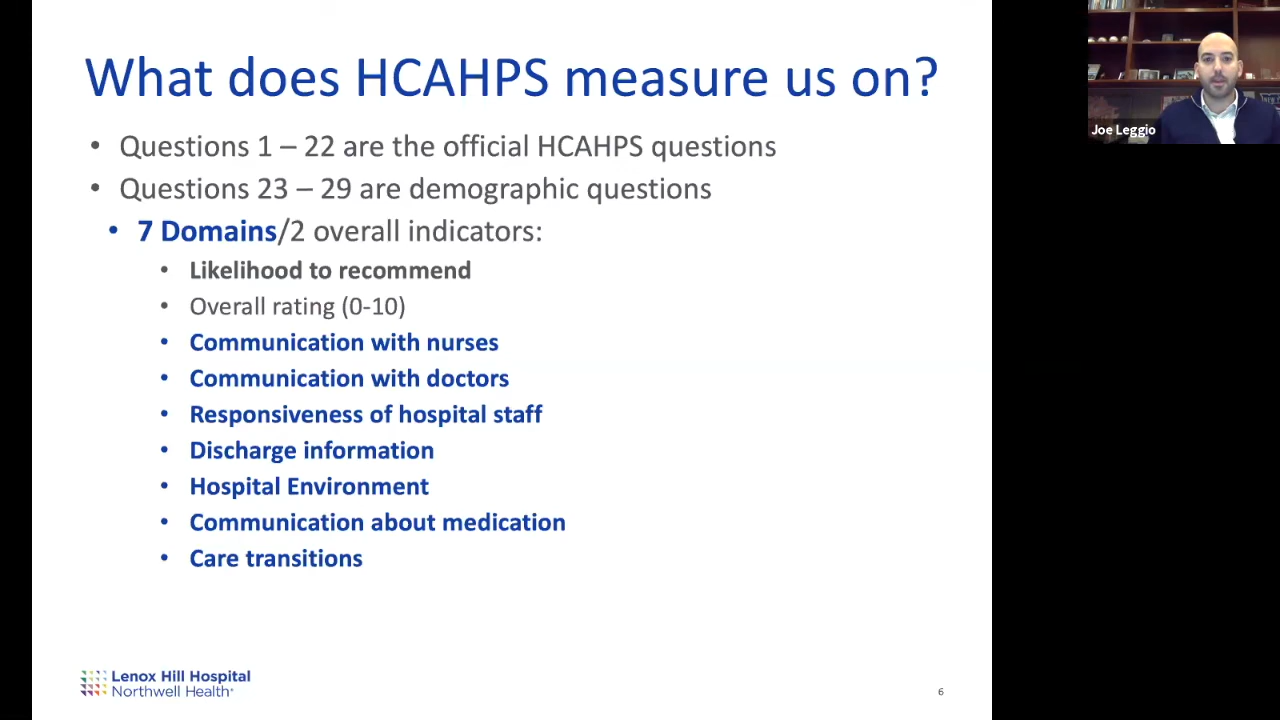 What does HCAHPS measure us on?
• Questions 1 – 22 are the official HCAHPS questions
• Questions 23 – 29 are demographic questions
• 7 Domains/2 overall indicators:
• Likelihood to recommend
• Overall rating (0-10)
• Communication with nurses
• Communication with doctors
• Responsiveness of hospital staff
• Discharge information
• Hospital Environment
• Communication about medication
• Care transitions
Lenox Hill Hospital
Northwell Health
6
Joe Leggio